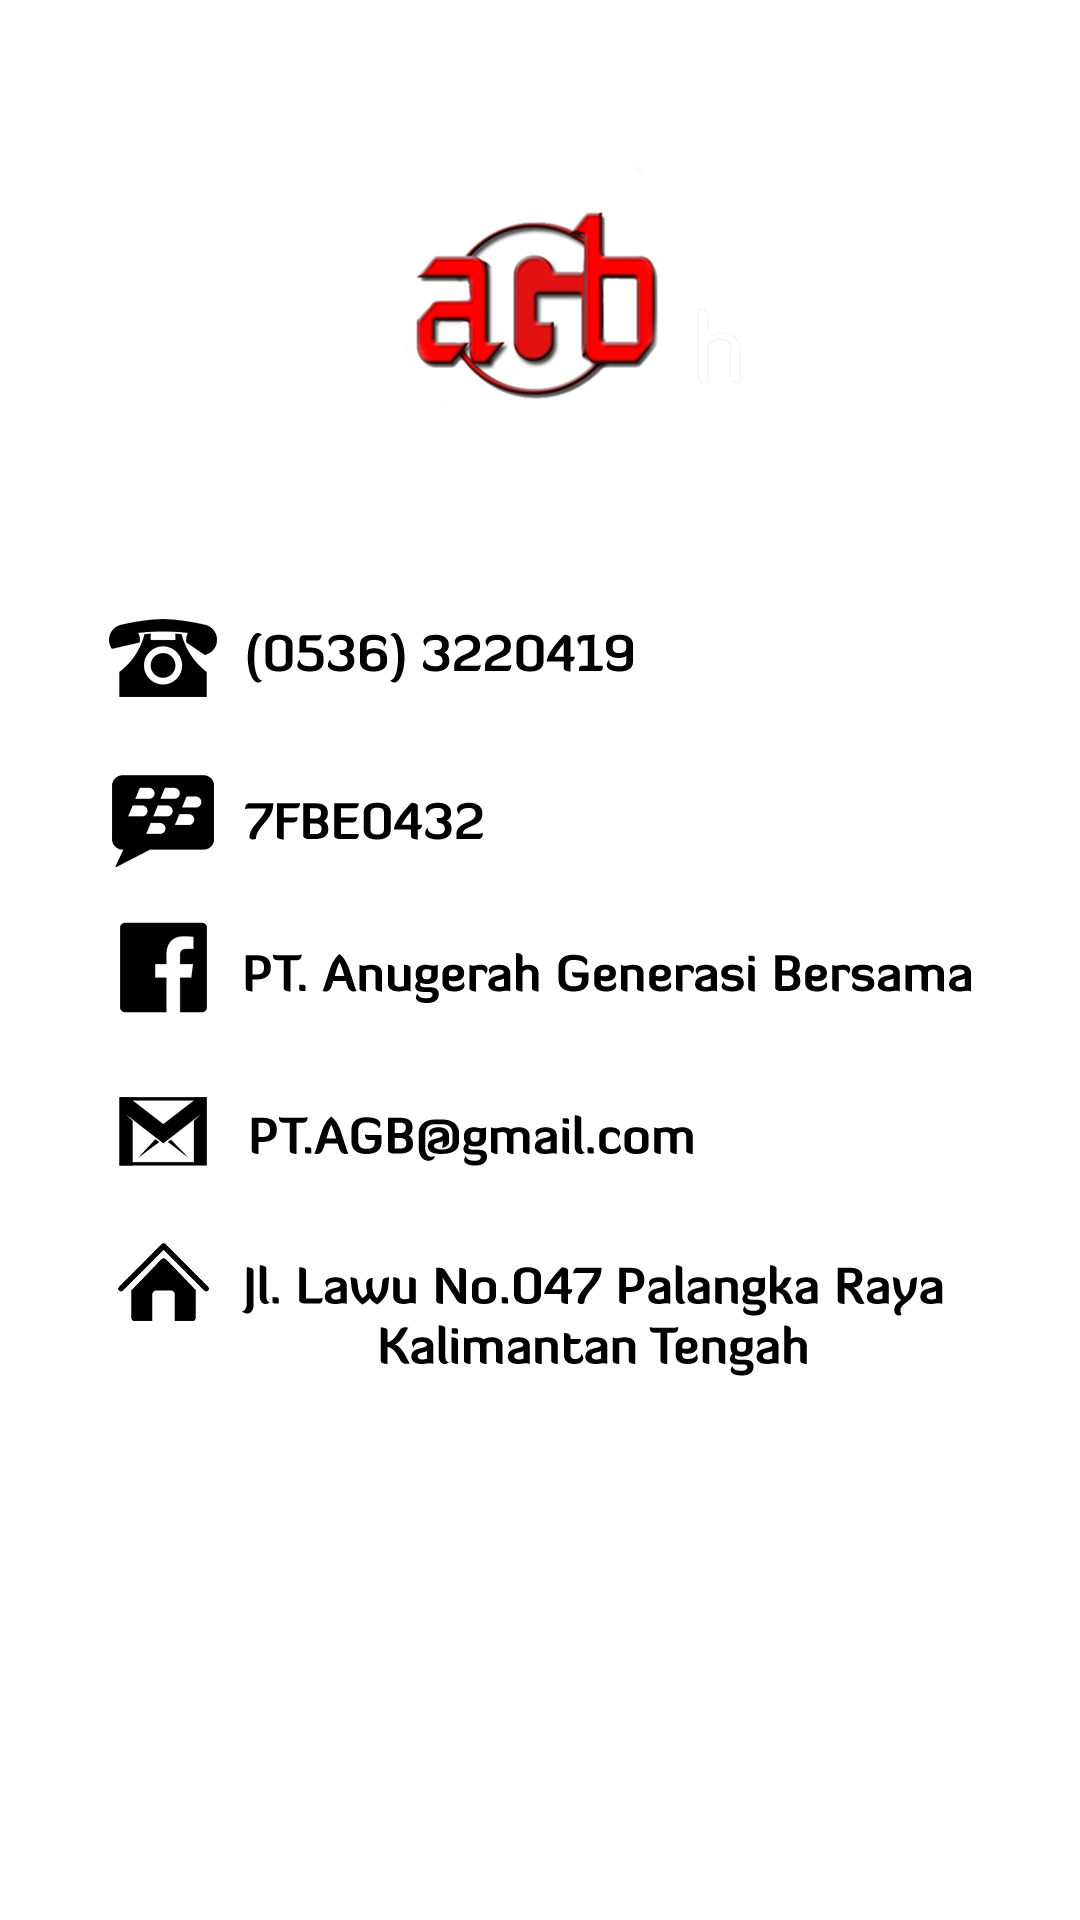 aGb
h
(0536) 3220419
7FBE0432
PT. Anugerah Generasi Bersama
PT.AGB@gmail.com
Jl. Lawu No.047 Palangka Raya
Kalimantan Tengah